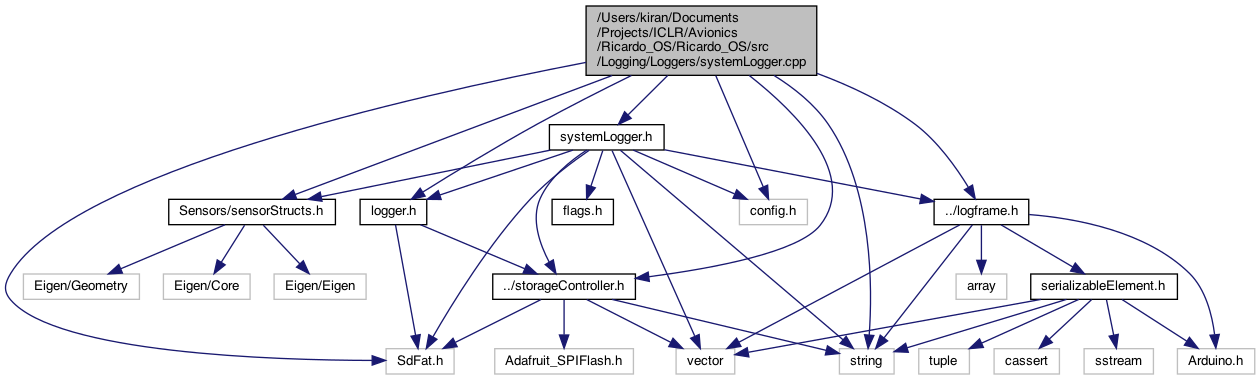 /Users/kiran/Documents
/Projects/ICLR/Avionics
/Ricardo_OS/Ricardo_OS/src
/Logging/Loggers/systemLogger.cpp
systemLogger.h
Sensors/sensorStructs.h
logger.h
flags.h
config.h
../logframe.h
Eigen/Geometry
Eigen/Core
Eigen/Eigen
../storageController.h
array
serializableElement.h
SdFat.h
Adafruit_SPIFlash.h
vector
string
tuple
cassert
sstream
Arduino.h